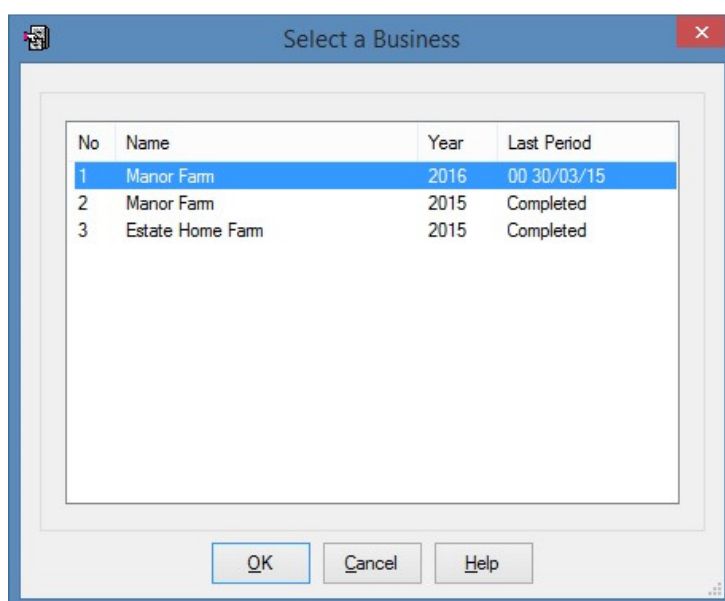 Select a Business
No Name Year Last Period
1 Manor Farm 2016 00 30/03/15
2 Manor Farm 2015 Completed
3 Estate Home Farm 2015 Completed
OK Cancel Help